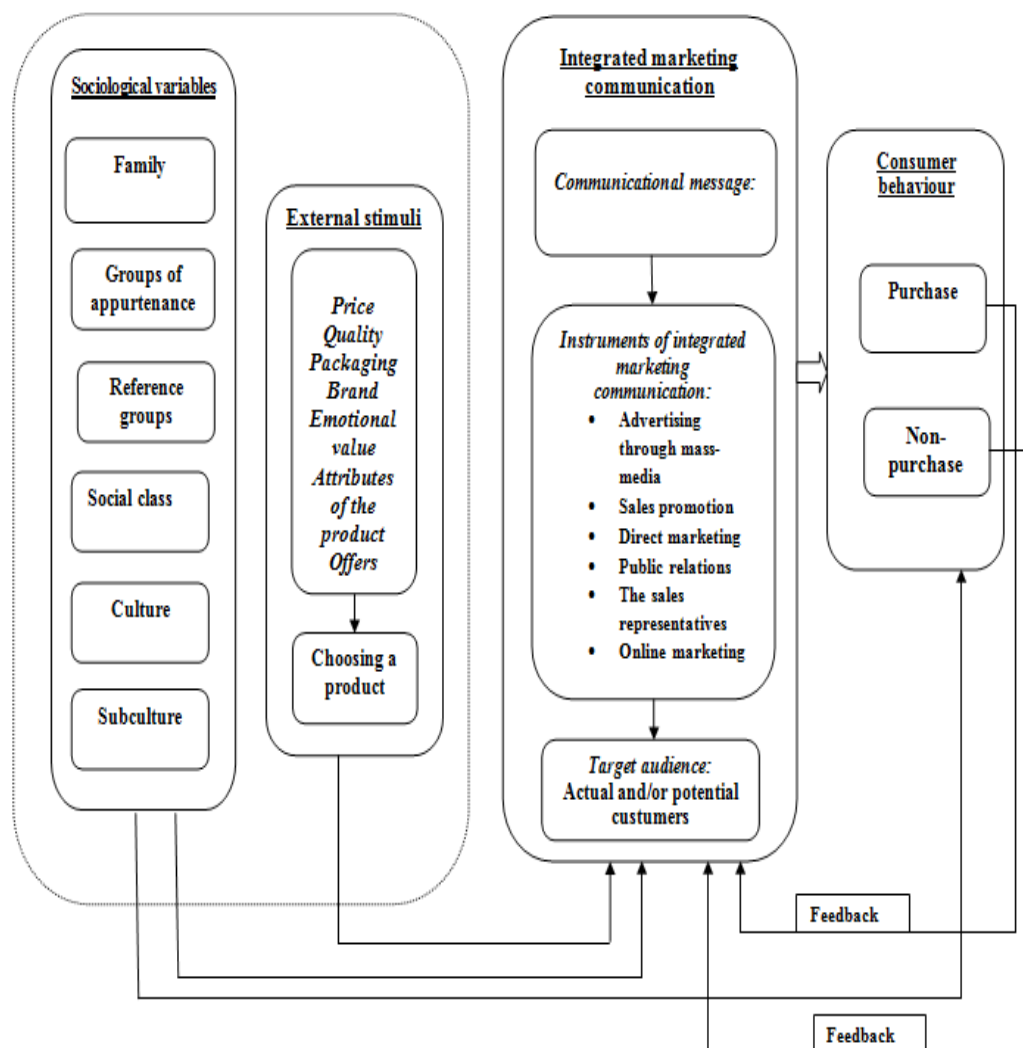 Sociological variables
Family
Groups of
appurtenance
Reference
groups
Social class
Culture
Subculture
External stimuli
Price
Quality
Packaging
Brand
Emotional
value
Attributes
of the
product
Offers
Choosing a
product
Integrated marketing
communication
Communicational message:
Instruments of integrated
marketing
communication:
• Advertising
through mass-
media
• Sales promotion
• Direct marketing
• Public relations
• The sales
representatives
• Online marketing
Target audience:
Actual and/or potential
custumers
Consumer
behaviour
Purchase
Non-
purchase
Feedback
Feedback